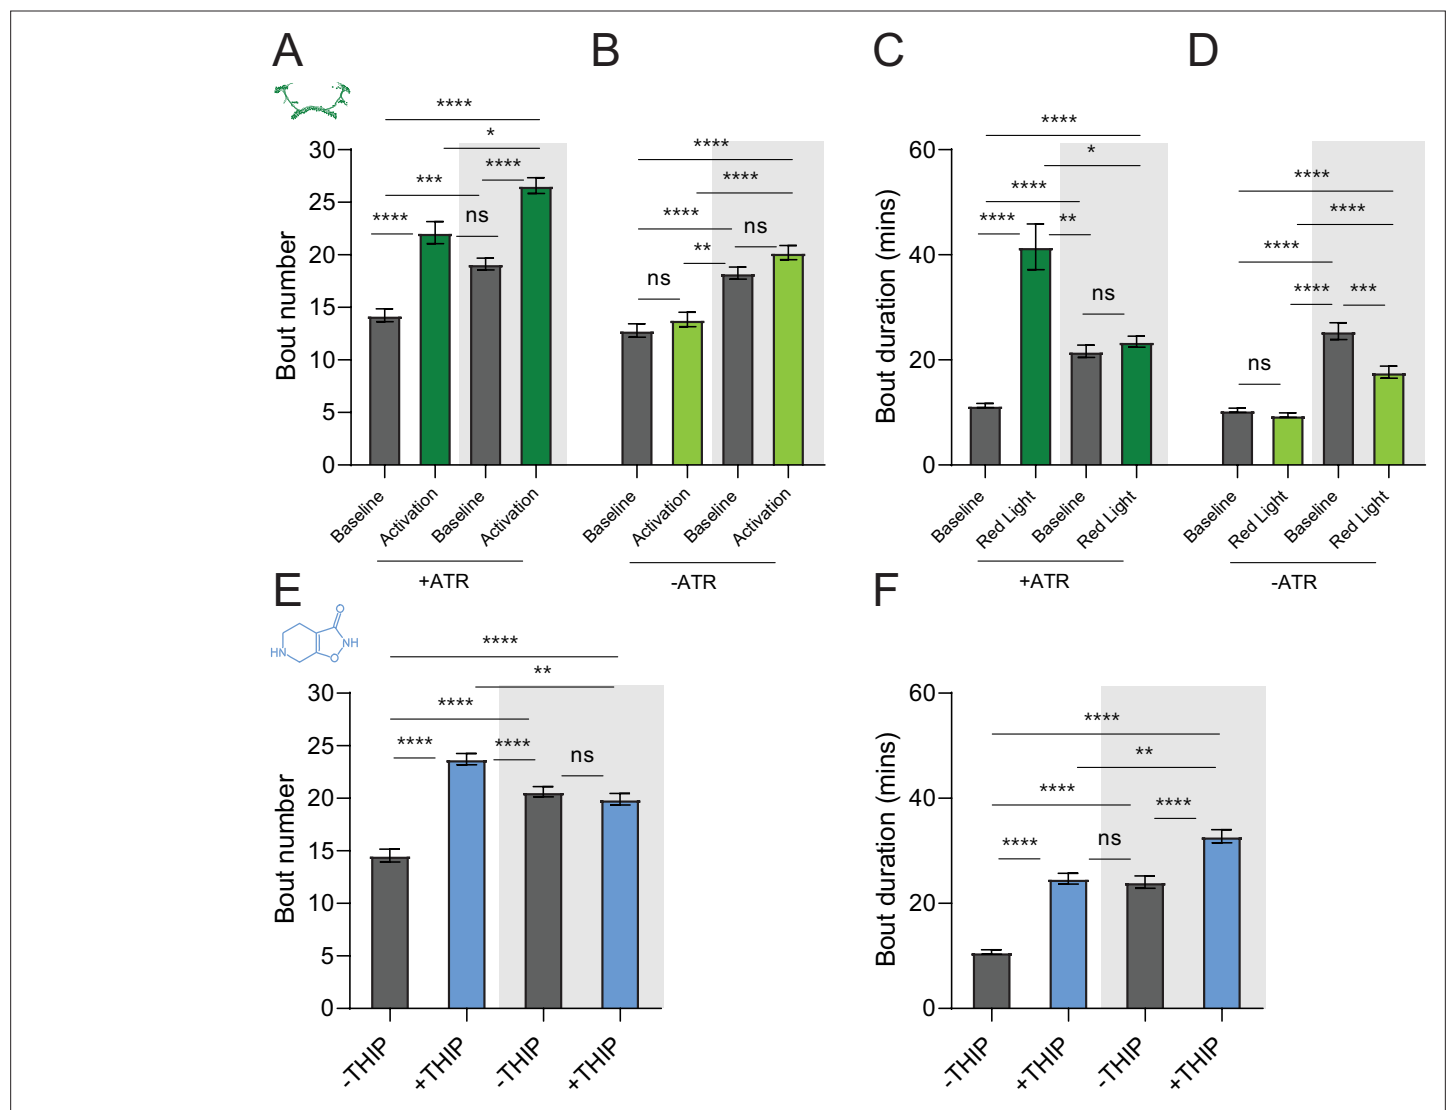 A
B
C
D
****
*
****
***
****
ns
30
25
20
15
10
5
0
Bout number
Baseline
Activation
Baseline
Activation
+ATR
****
****
****
ns
**
ns
Bout number
Baseline
Activation
Baseline
Activation
-ATR
****
*
****
****
**
ns
60
40
20
0
Bout duration (mins)
Baseline
Red Light
Baseline
Red Light
+ATR
****
****
****
****
***
ns
Baseline
Red Light
Baseline
Red Light
-ATR
E
O
NH
O
HN
****
**
****
****
****
ns
30
25
20
15
10
5
0
Bout number
-THIP
+THIP
-THIP
+THIP
F
****
**
****
****
****
ns
60
40
20
0
Bout duration (mins)
-THIP
+THIP
-THIP
+THIP